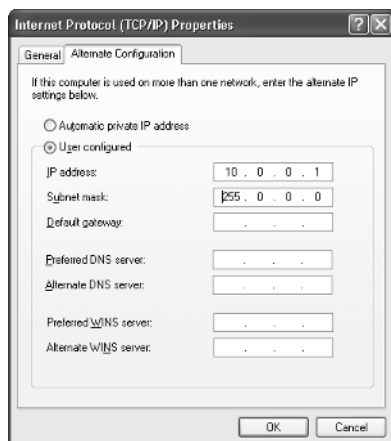 Internet Protocol (TCP/IP) Properties
General Alternate Configuration
If this computer is used on more than one network, enter the alternate IP
settings below.
Automatic private IP address
User configured
IP address: 10 . 0 . 0 . 1
Subnet mask: 255 . 0 . 0 . 0
Default gateway: . . .
Preferred DNS server: . . .
Alternate DNS server: . . .
Preferred WINS server: . . .
Alternate WINS server: . . .
OK Cancel